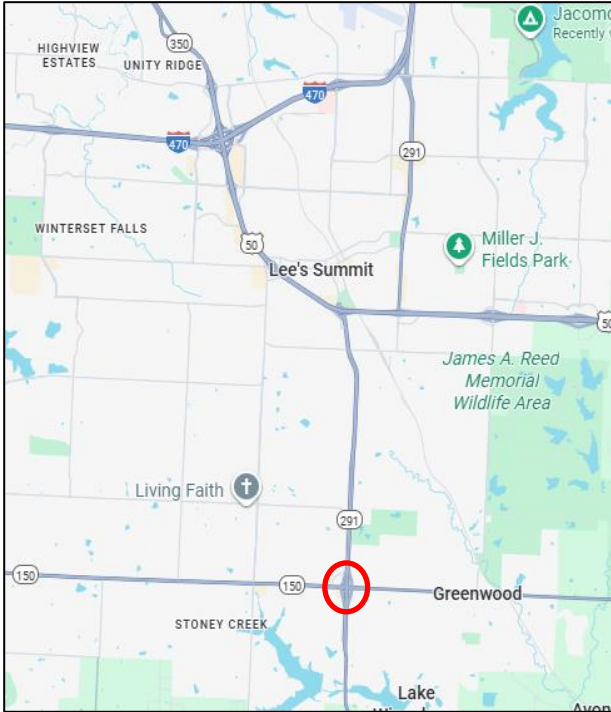 Jacomo
Recently v
HIGHVIEW
ESTATES
350
UNITY RIDGE
470
470
291
WINTERSET FALLS
50
Miller J.
Fields Park
Lee's Summit
50
James A. Reed
Memorial
Wildlife Area
Living Faith
291
150
150
Greenwood
STONEY CREEK
Lake
Avon